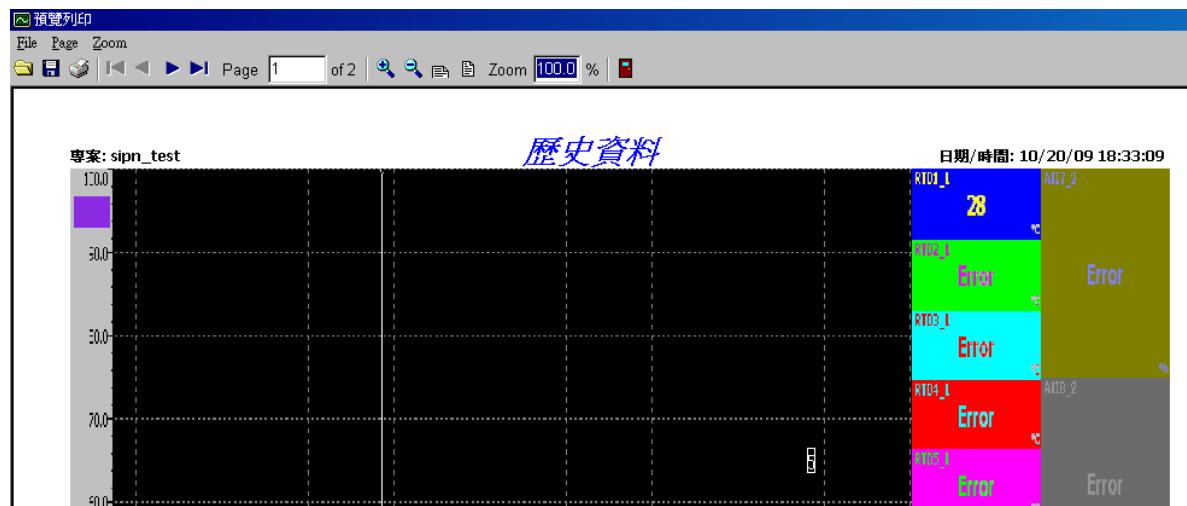 預覽列印
File Page Zoom
Page 1 of 2 Zoom 100.0 %
專案: sipn_test
歷史資料
日期/時間: 10/20/09 18:33:09
100.0
70.0
5
RTD1_1
28
°C
RTD2_1
Error
RTD3_1
Error
RTD4_1
Error
°C
RTD5_1
Error
AI17_2
Error
%
AI18_2
Error